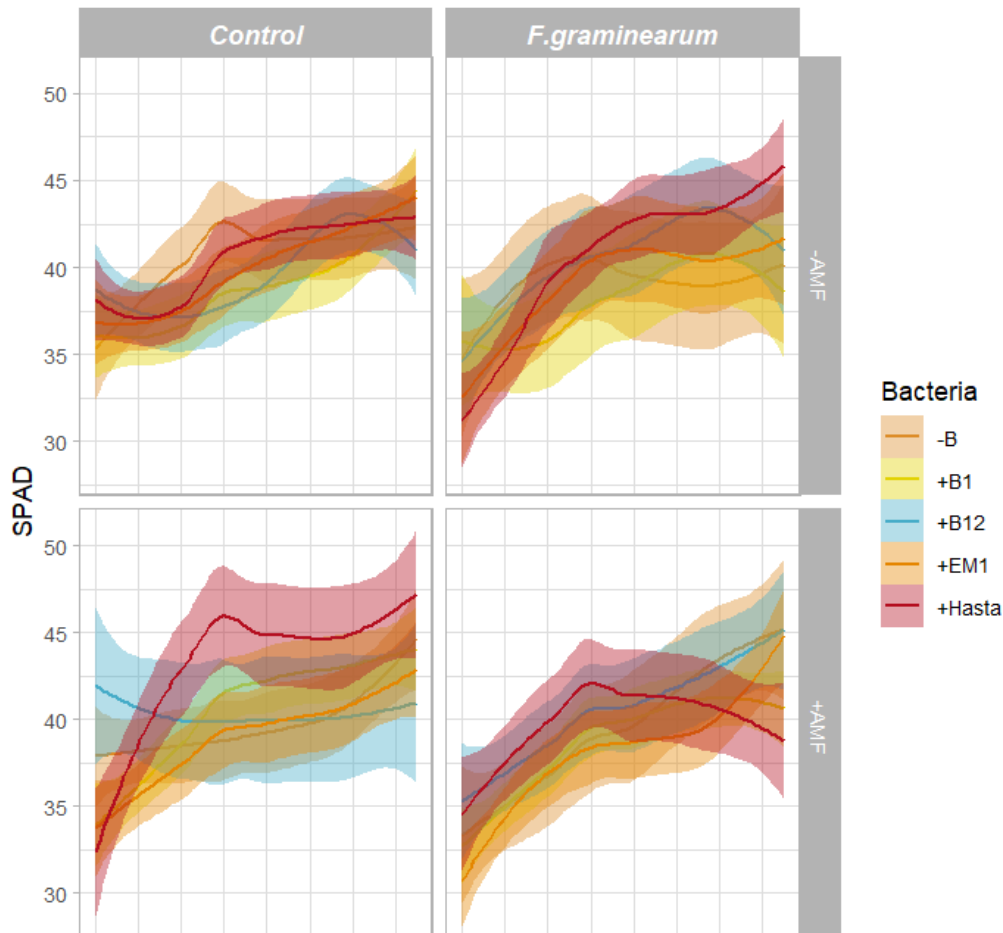 Control
F.graminearum
50
45
40
35
30
-AMF
SPAD
50
45
40
35
30
+AMF
Bacteria
-B
+B1
+B12
+EM1
+Hasta